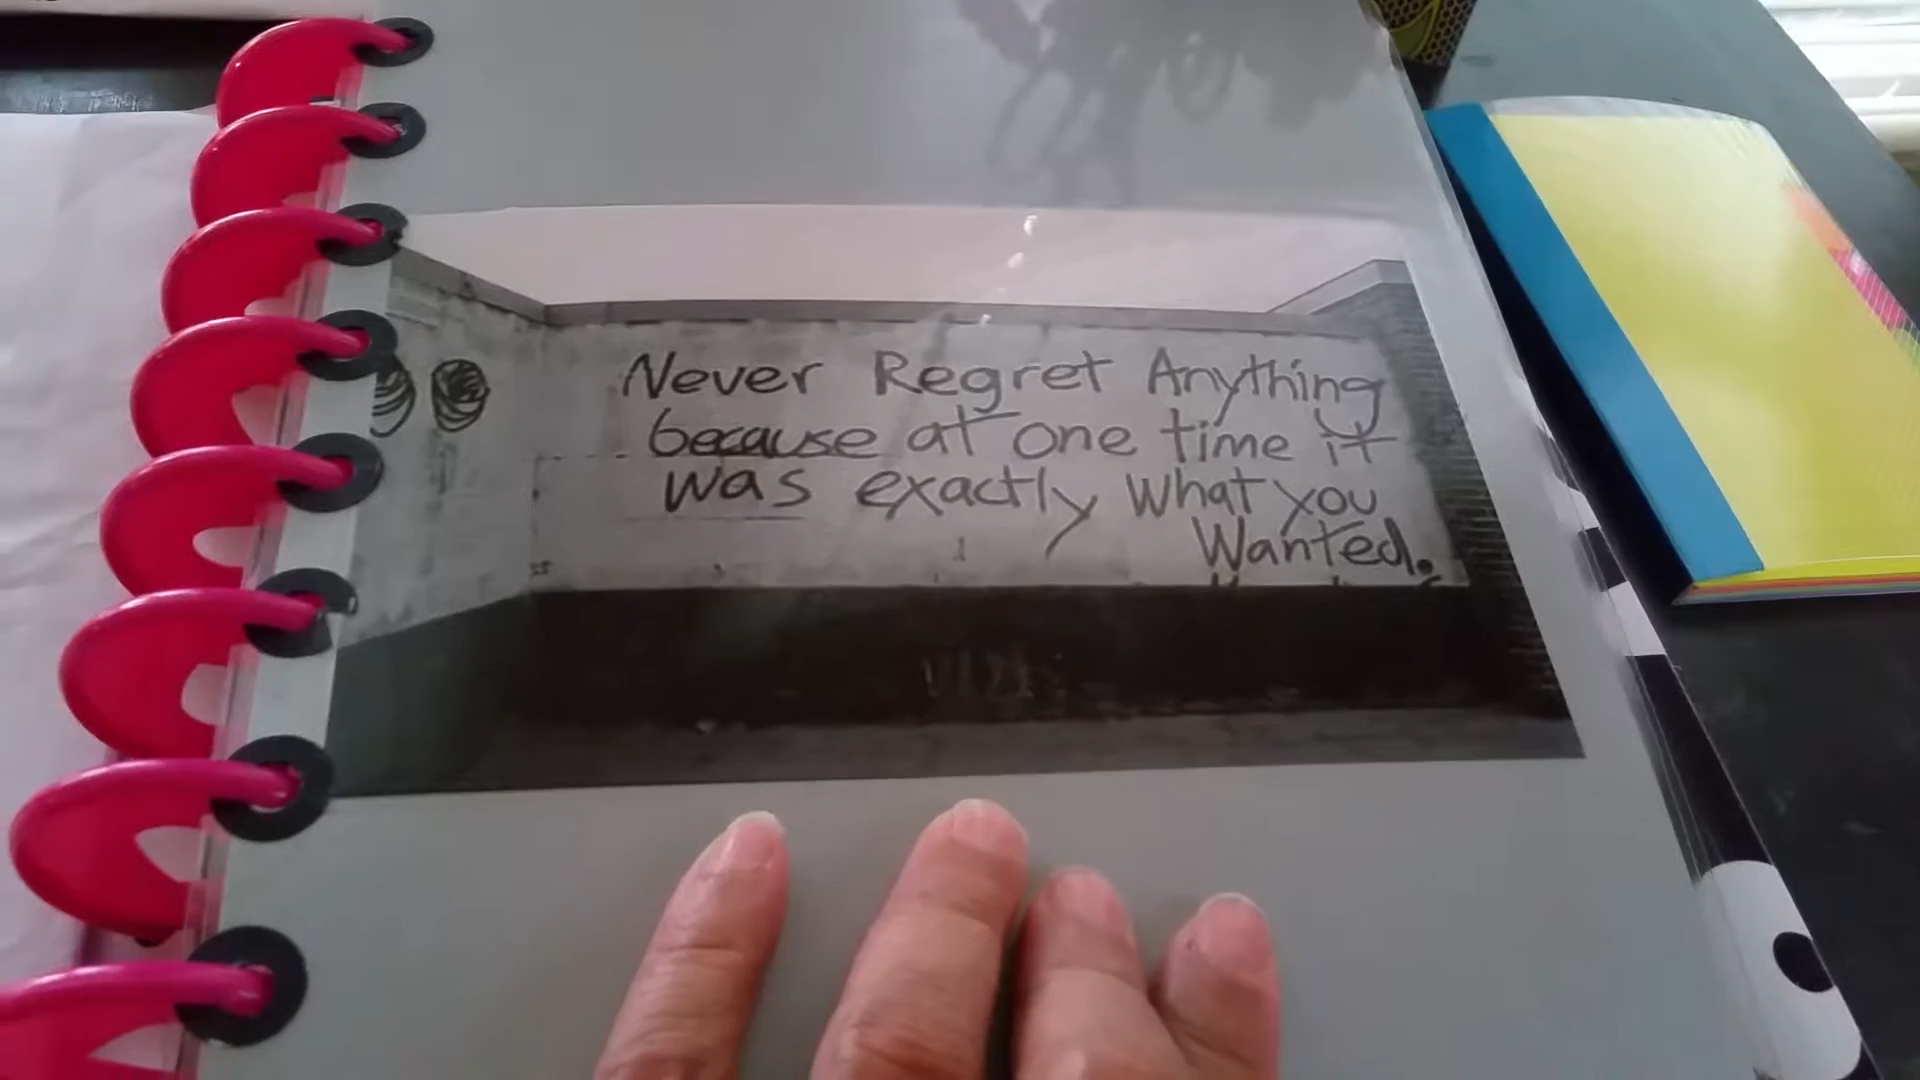 Never Regret Anything
because at one time it
was exactly What you
Wanted.